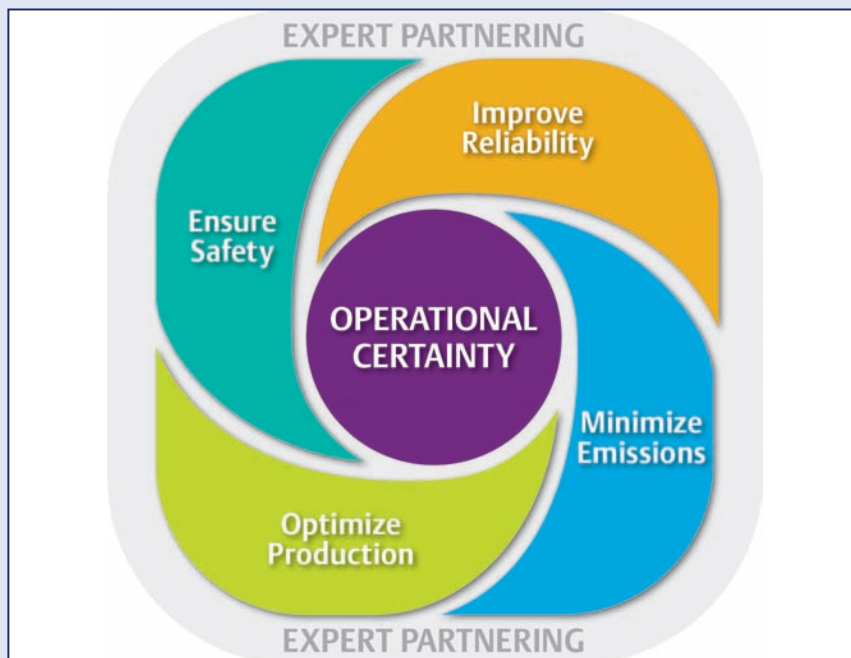 EXPERT PARTNERING
Improve
Reliability
Ensure
Safety
OPERATIONAL
CERTAINTY
Minimize
Emissions
Optimize
Production
EXPERT PARTNERING